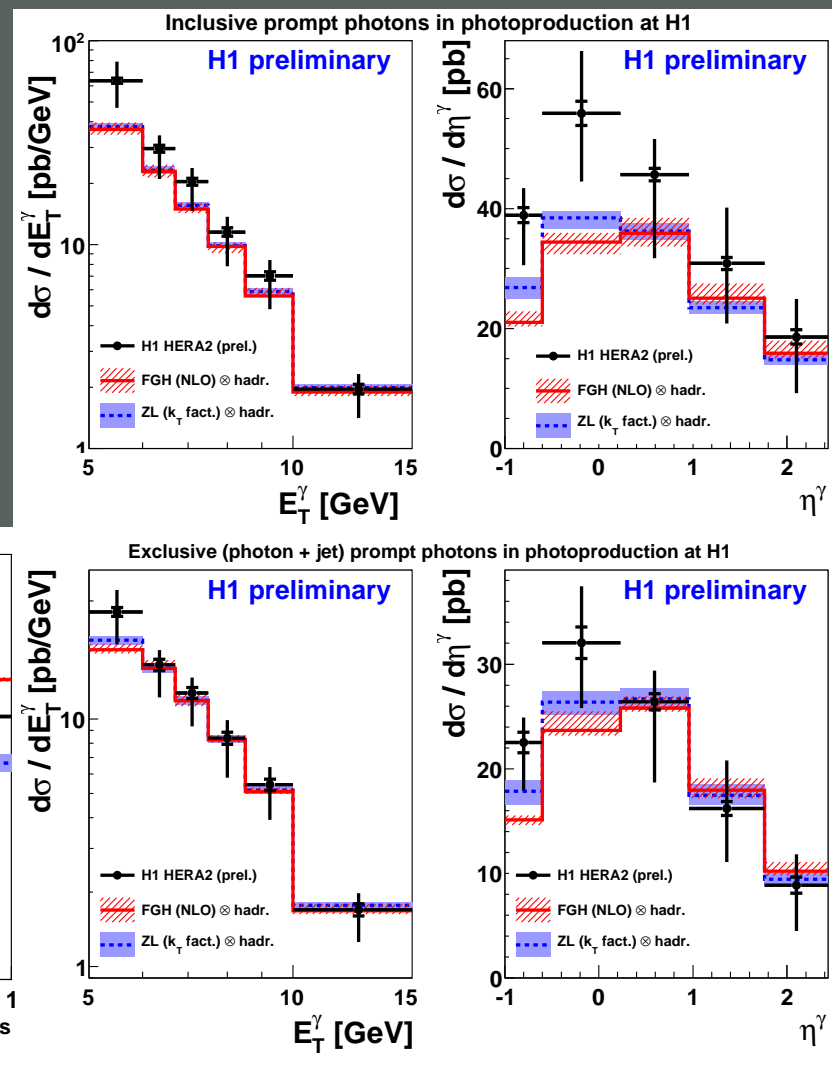 Inclusive prompt photons in photoproduction at H1
dσ / dE_T^γ [pb/GeV]
10²
10
1
H1 preliminary
H1 HERA2 (prel.)
FGH (NLO) ⊗ hadr.
ZL (k_T fact.) ⊗ hadr.
5 10 15
E_T^γ [GeV]
dσ / dη^γ [pb]
60
40
20
0
H1 preliminary
H1 HERA2 (prel.)
FGH (NLO) ⊗ hadr.
ZL (k_T fact.) ⊗ hadr.
-1 0 1 2
η^γ
Exclusive (photon + jet) prompt photons in photoproduction at H1
dσ / dE_T^γ [pb/GeV]
10
1
H1 preliminary
H1 HERA2 (prel.)
FGH (NLO) ⊗ hadr.
ZL (k_T fact.) ⊗ hadr.
5 10 15
E_T^γ [GeV]
dσ / dη^γ [pb]
30
20
10
0
H1 preliminary
H1 HERA2 (prel.)
FGH (NLO) ⊗ hadr.
ZL (k_T fact.) ⊗ hadr.
-1 0 1 2
η^γ
1
s